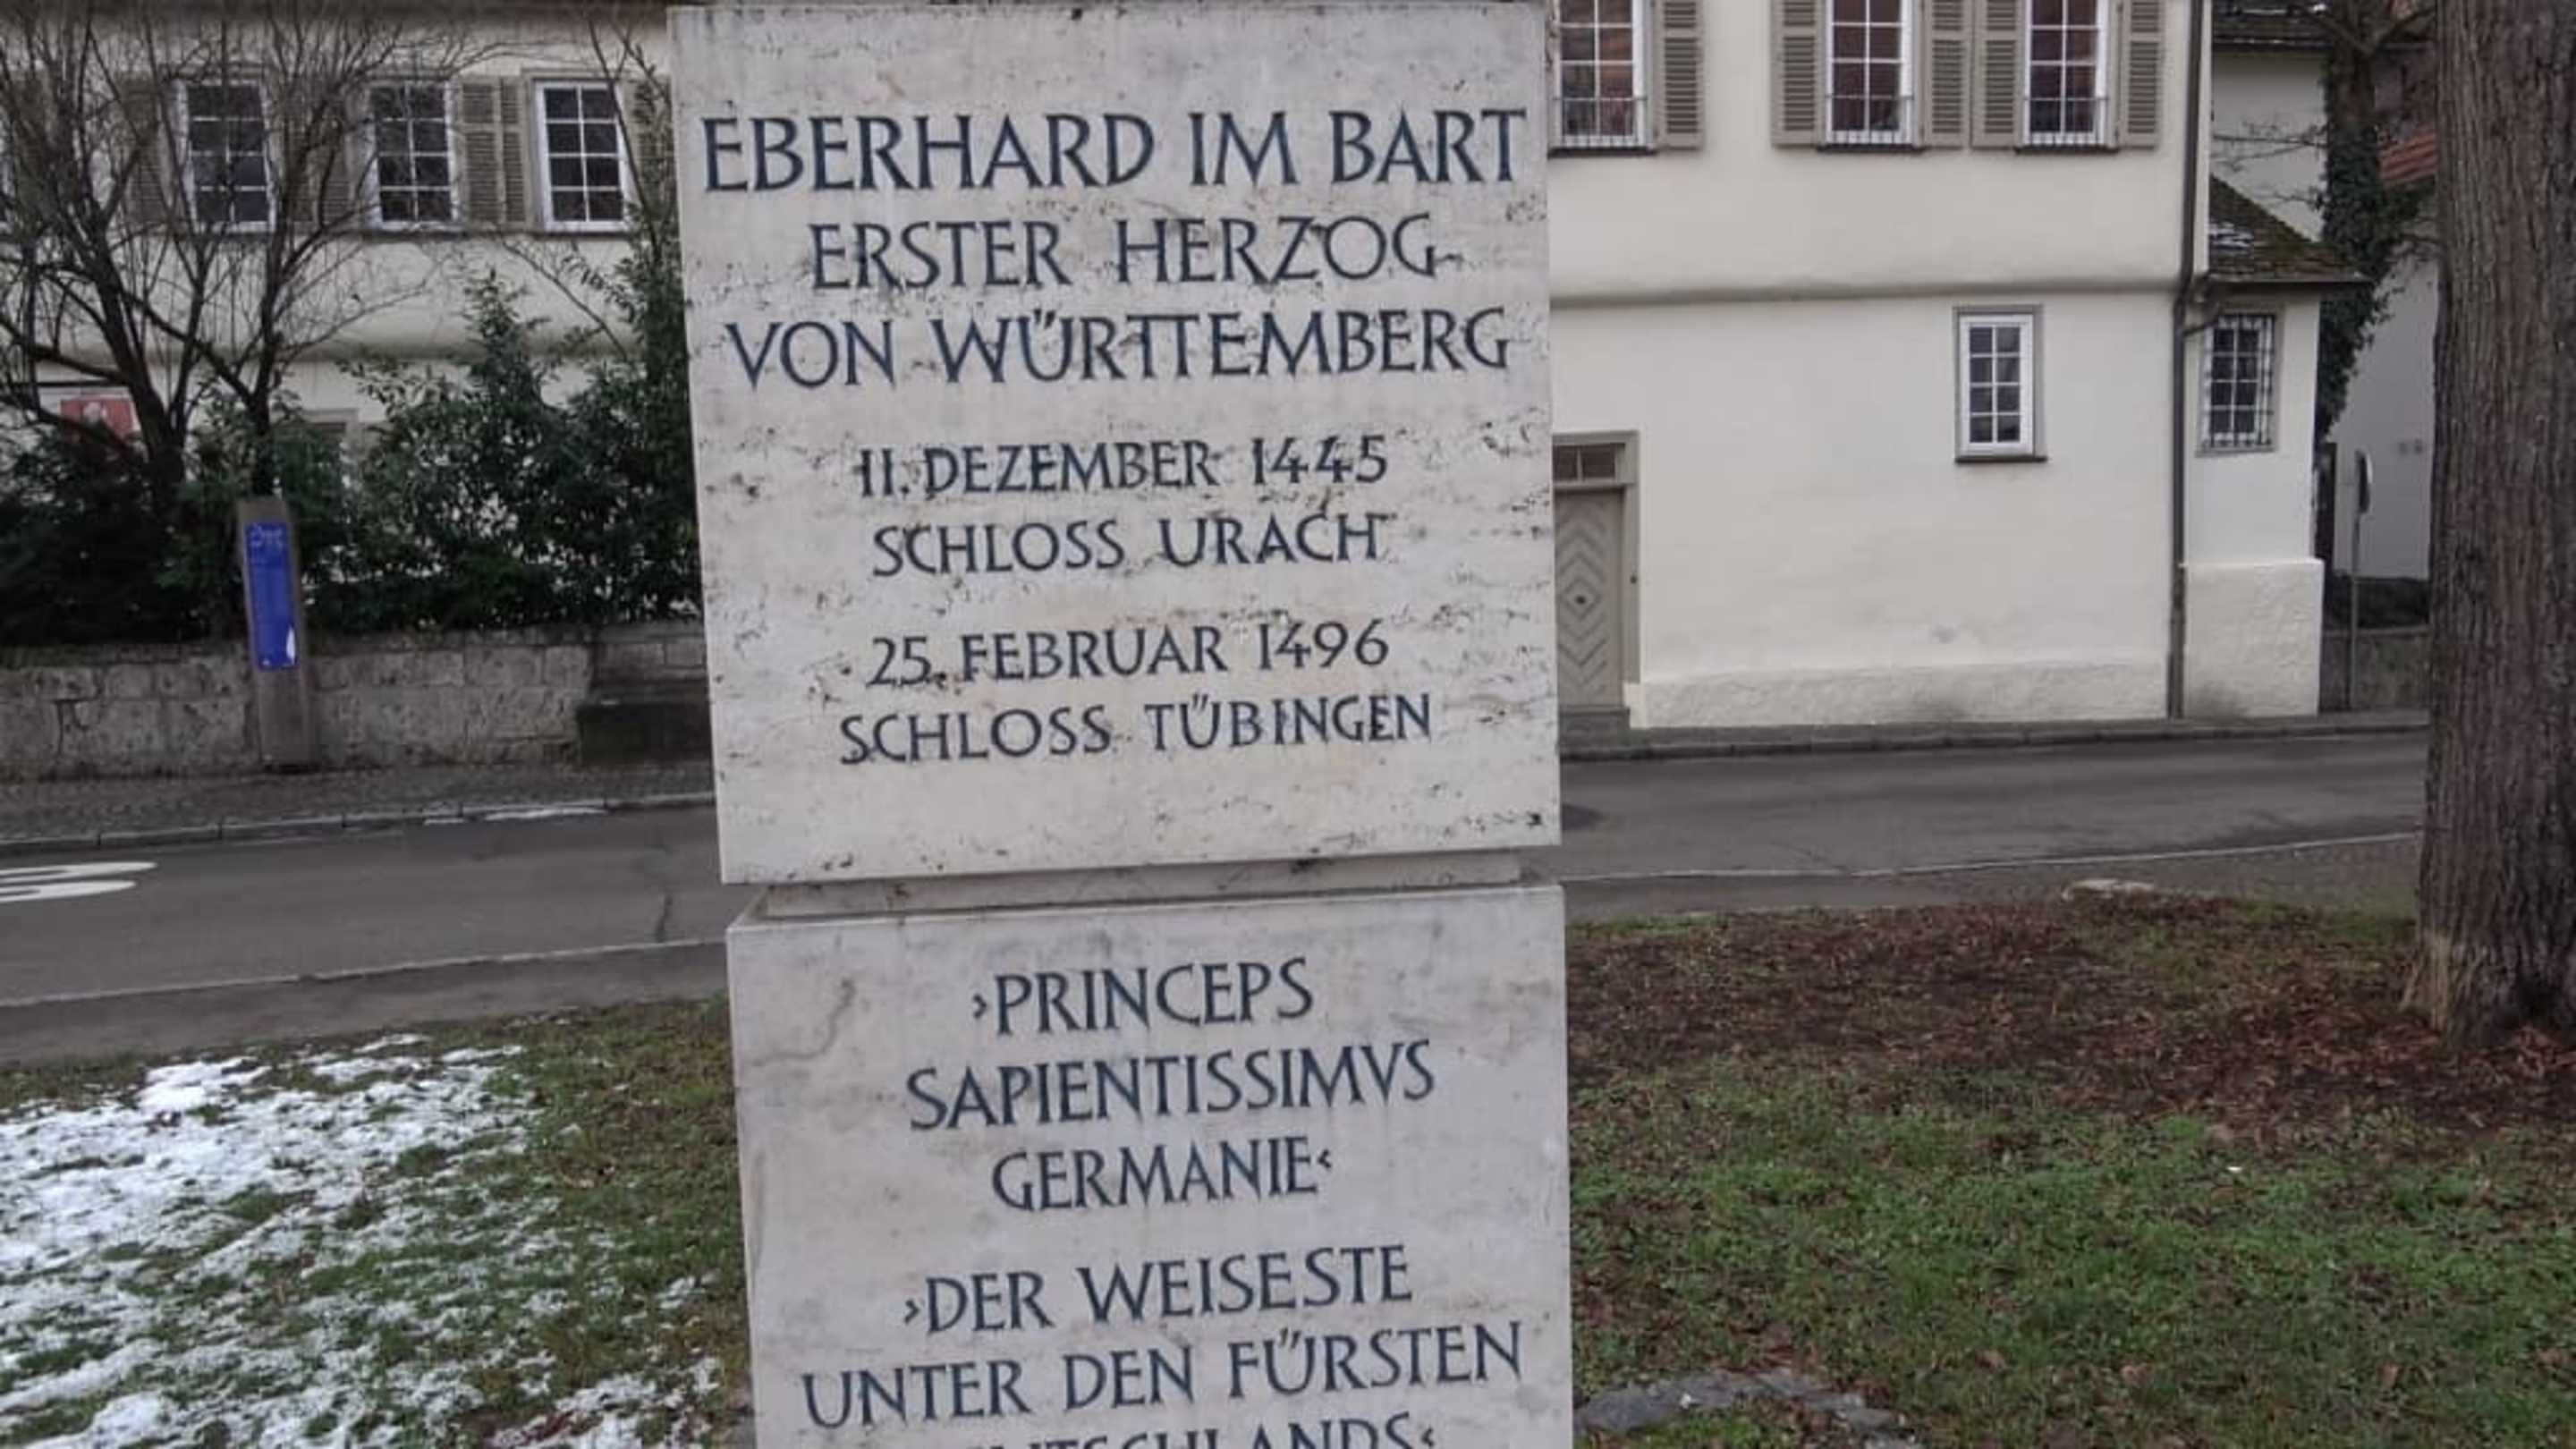 EBERHARD IM BART
ERSTER HERZOG
VON WÜRTTEMBERG
11. DEZEMBER 1445
SCHLOSS URACH
25. FEBRUAR 1496
SCHLOSS TÜBINGEN
›PRINCEPS
SAPIENTISSIMVS
GERMANIE‹
›DER WEISESTE
UNTER DEN FÜRSTEN